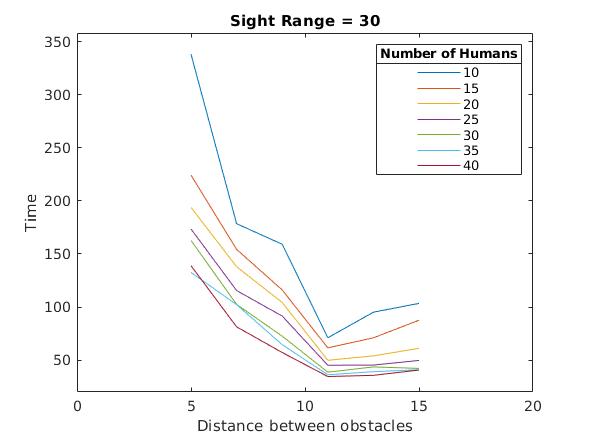 Sight Range = 30
350
300
250
200
150
100
50
Time
Number of Humans
10
15
20
25
30
35
40
0 5 10 15 20
Distance between obstacles